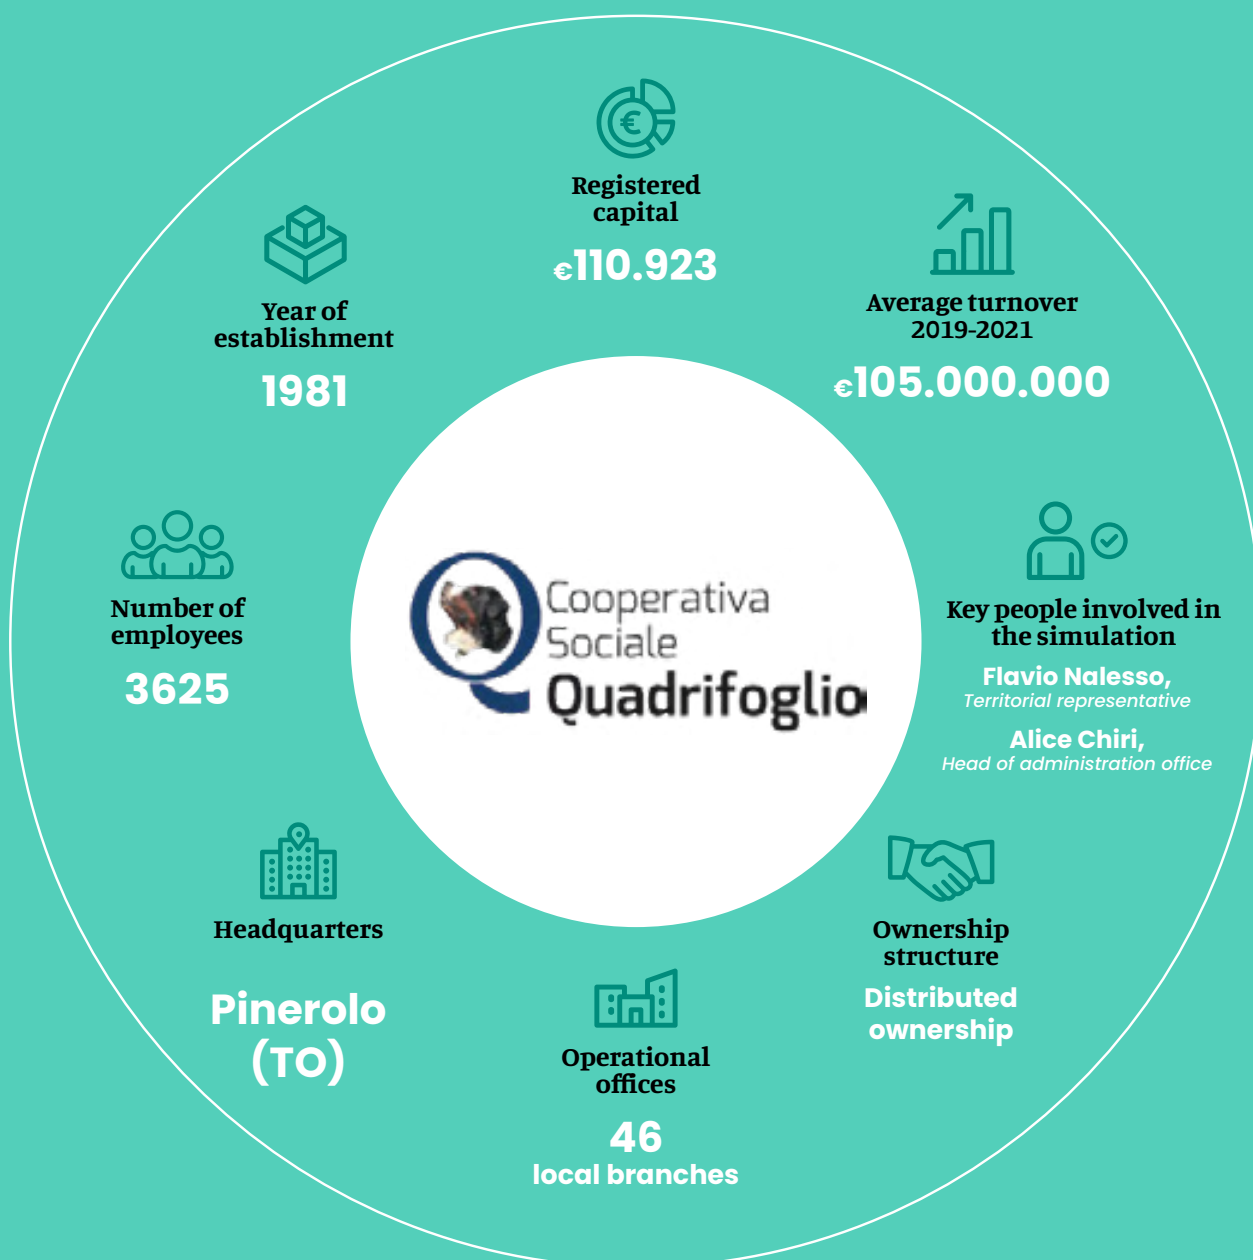 Registered
capital
€110.923
Average turnover
2019-2021
€105.000.000
Key people involved in
the simulation
Flavio Nalesso,
Territorial representative
Alice Chiri,
Head of administration office
Ownership
structure
Distributed
ownership
Operational
offices
46
local branches
Headquarters
Pinerolo
(TO)
Number of
employees
3625
Year of
establishment
1981
Cooperativa
Sociale
Quadrifoglio